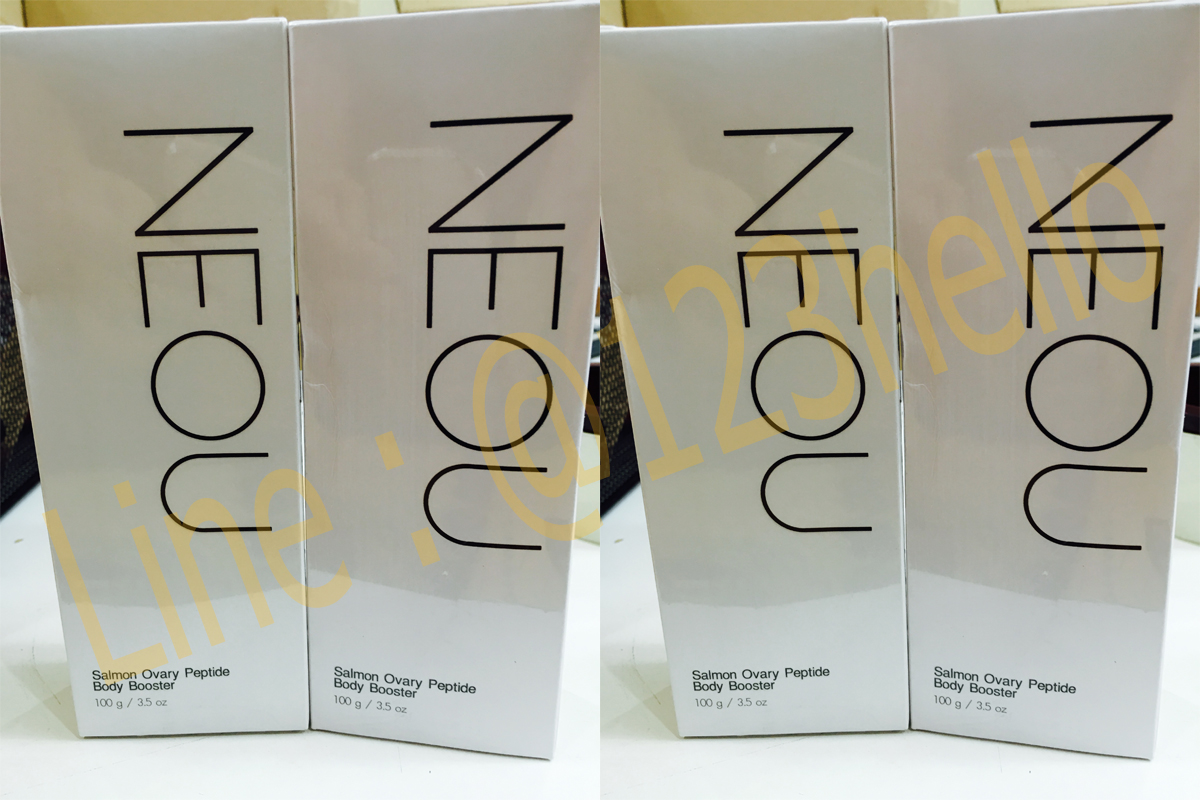 NEOU
Salmon Ovary Peptide
Body Booster
100 g / 3.5 oz
NEOU
Salmon Ovary Peptide
Body Booster
100 g / 3.5 oz
NEOU
Salmon Ovary Peptide
Body Booster
100 g / 3.5 oz
NEOU
Salmon Ovary Peptide
Body Booster
100 g / 3.5 oz
Line : @123hello